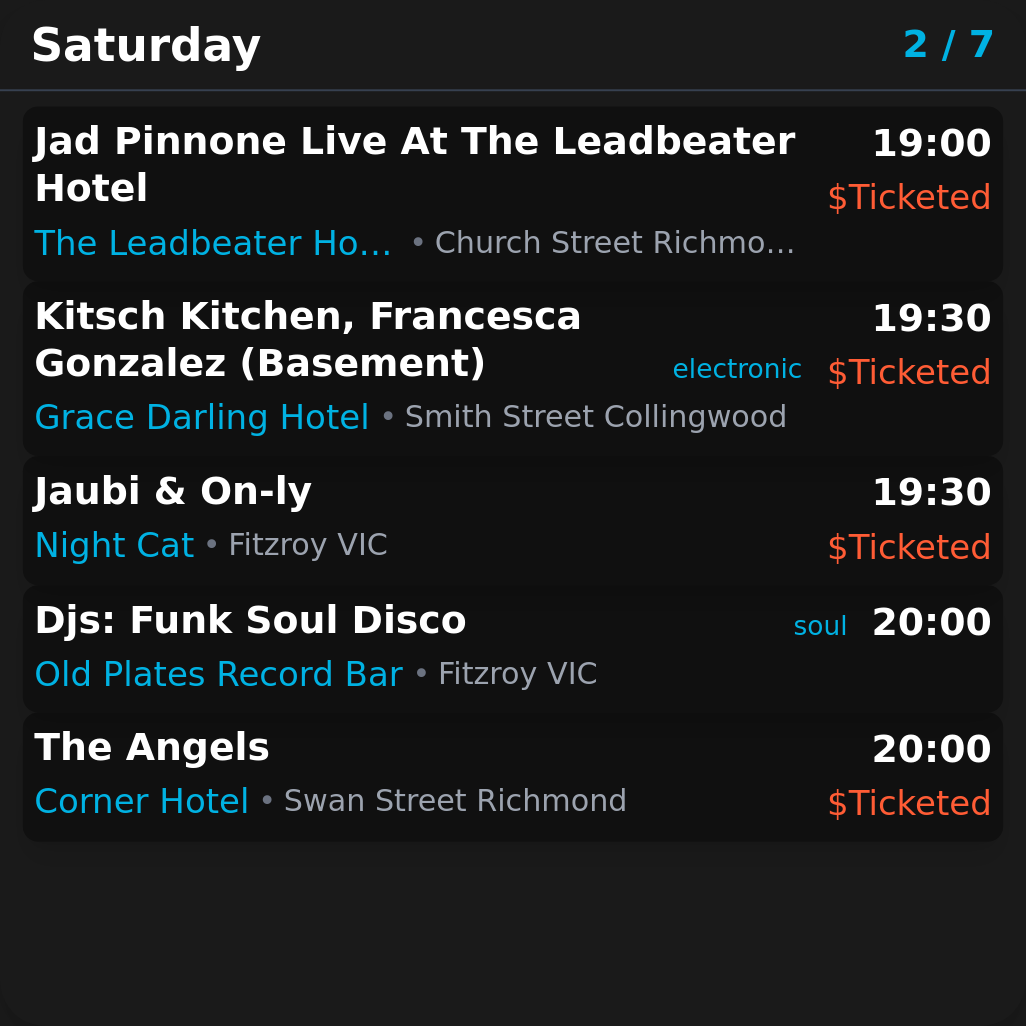 Saturday 2 / 7
Jad Pinnone Live At The Leadbeater Hotel 19:00
$Ticketed
The Leadbeater Ho... • Church Street Richmo...
Kitsch Kitchen, Francesca Gonzalez (Basement) 19:30
electronic $Ticketed
Grace Darling Hotel • Smith Street Collingwood
Jaubi & On-ly 19:30
Night Cat • Fitzroy VIC $Ticketed
Djs: Funk Soul Disco soul 20:00
Old Plates Record Bar • Fitzroy VIC
The Angels 20:00
Corner Hotel • Swan Street Richmond $Ticketed